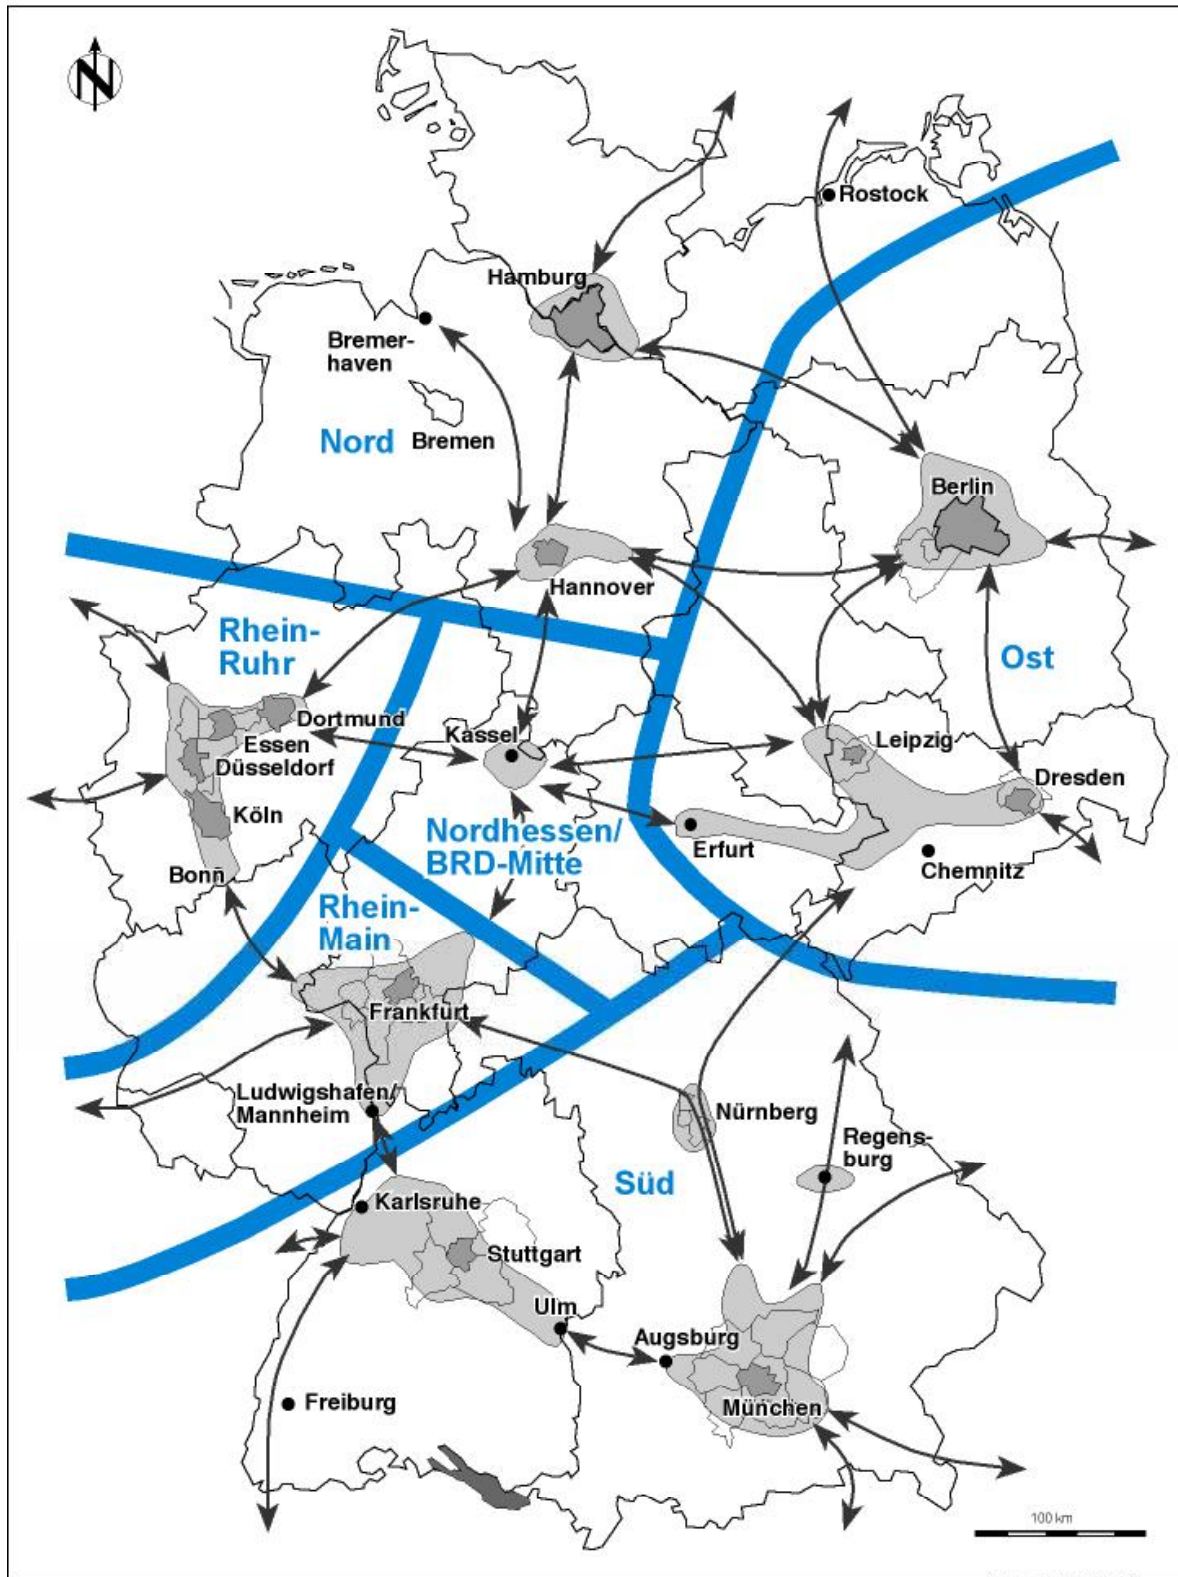 N
Rostock
Hamburg
Bremer-
haven
Nord
Bremen
Berlin
Hannover
Rhein-
Ruhr
Ost
Dortmund
Essen
Düsseldorf
Köln
Bonn
Kassel
Leipzig
Dresden
Nordhessen/
BRD-Mitte
Erfurt
Chemnitz
Rhein-
Main
Frankfurt
Ludwigshafen/
Mannheim
Nürnberg
Regens-
burg
Süd
Karlsruhe
Stuttgart
Ulm
Augsburg
Freiburg
München
100 km